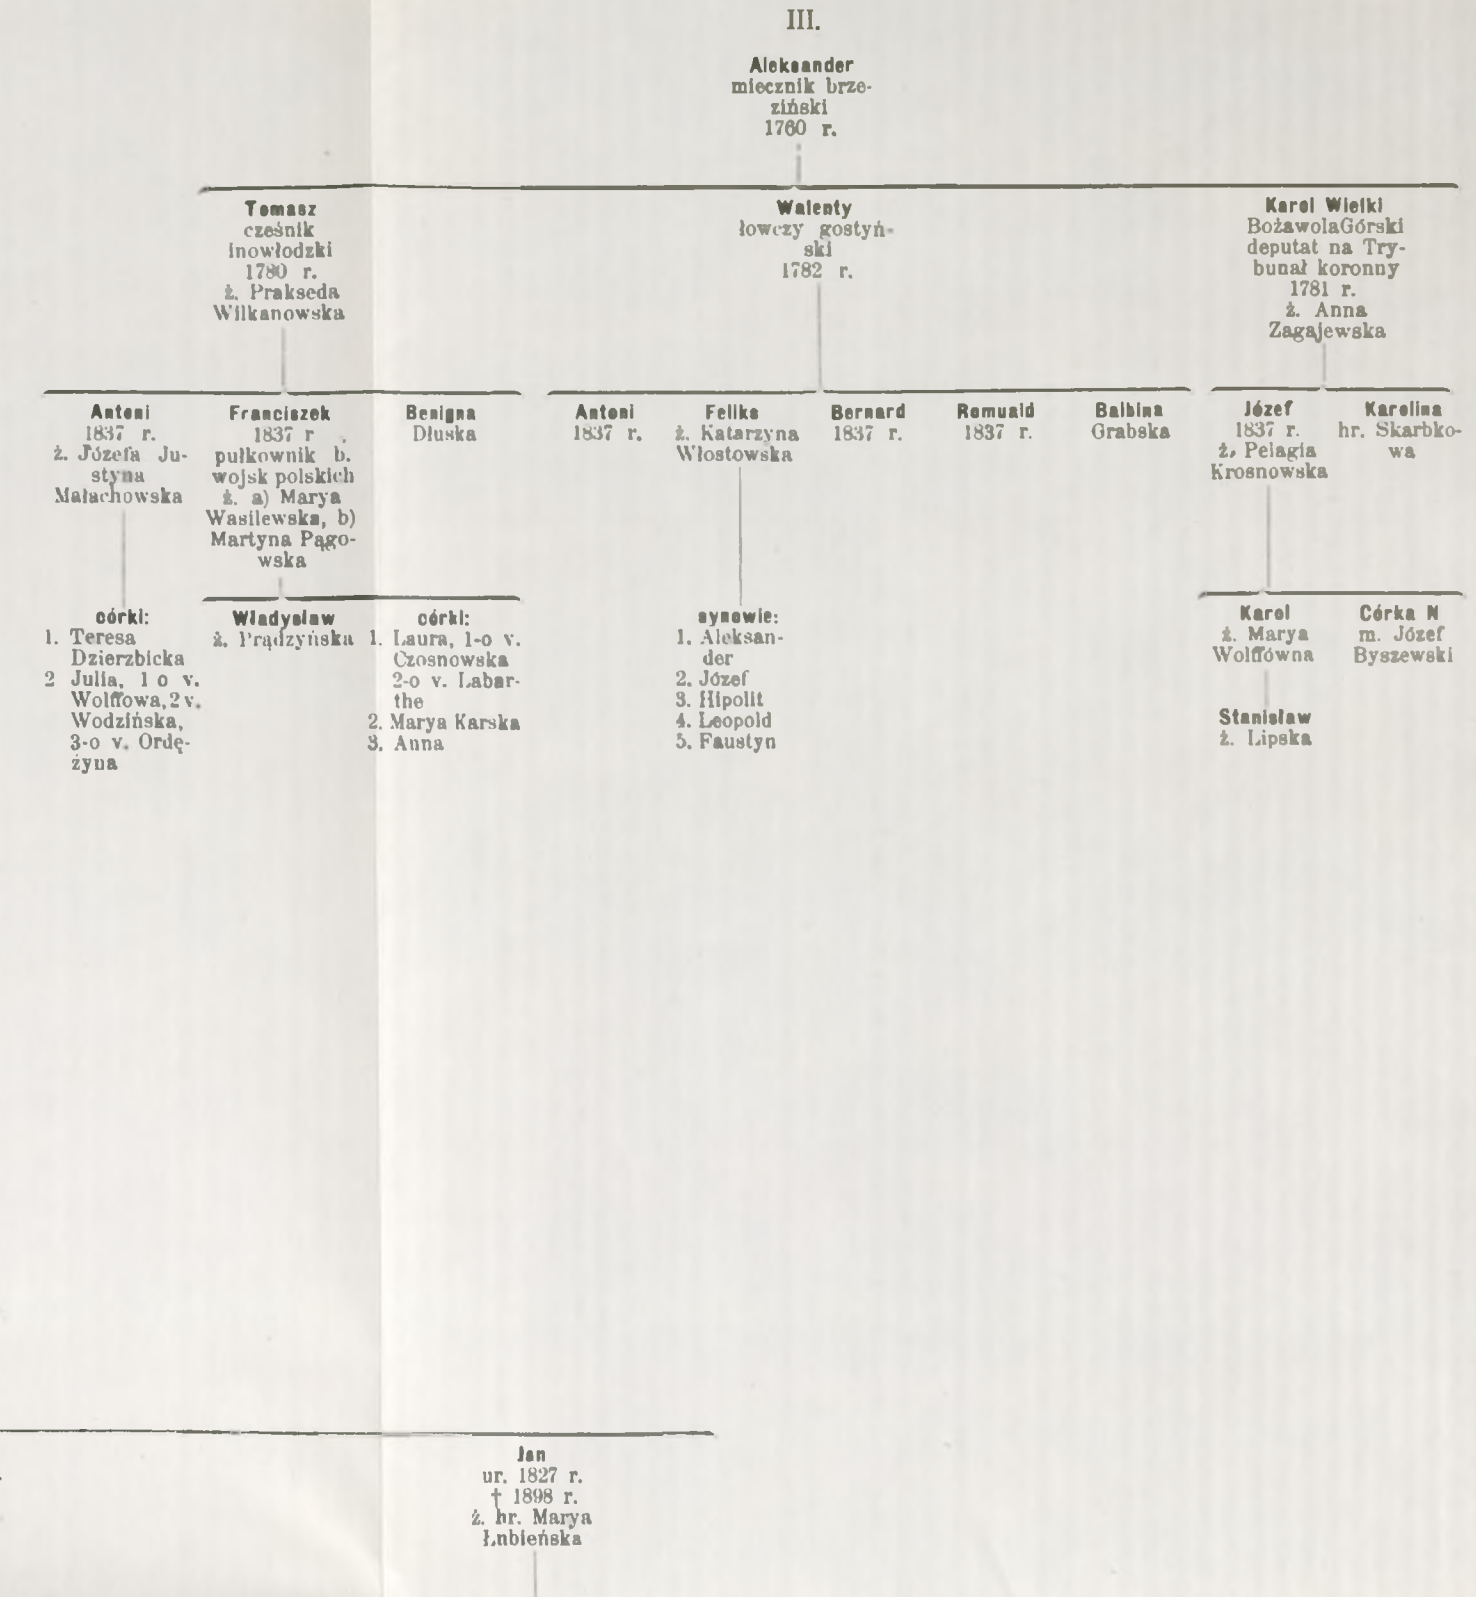 III.
Aleksander
miecznik brze-
ziński
1760 r.
Tomasz
cześnik
inowłodzki
1780 r.
ż. Prakseda
Wilkanowska
Walenty
łowczy gostyń-
ski
1782 r.
Karol Wielki
BożawolaGórski
deputat na Try-
bunał koronny
1781 r.
ż. Anna
Zagajewska
Antoni
1837 r.
ż. Józefa Ju-
styna
Małachowska
Franciszek
1837 r
pułkownik b.
wojsk polskich
ż. a) Marya
Wasilewska, b)
Martyna Pągo-
wska
Benigna
Dłuska
Antoni
1837 r.
Feliks
ż. Katarzyna
Włostowska
Bernard
1837 r.
Romuald
1837 r.
Balbina
Grabska
Józef
1837 r.
ż. Pelagia
Krosnowska
Karolina
hr. Skarbko-
wa
córki:
1. Teresa
Dzierzbicka
2 Julia, 1 o v.
Wolffowa, 2 v.
Wodzińska,
3-o v. Ordę-
żyna
Władysław
ż. Prądzyńska
córki:
1. Laura, 1-o v.
Czosnowska
2-o v. Labar-
the
2. Marya Karska
3. Anna
synowie:
1. Aleksan-
der
2. Józef
3. Hipolit
4. Leopold
5. Faustyn
Karol
ż. Marya
Wolffówna
Córka N
m. Józef
Byszewski
Stanisław
ż. Lipska
Jan
ur. 1827 r.
† 1898 r.
ż. hr. Marya
Łubieńska